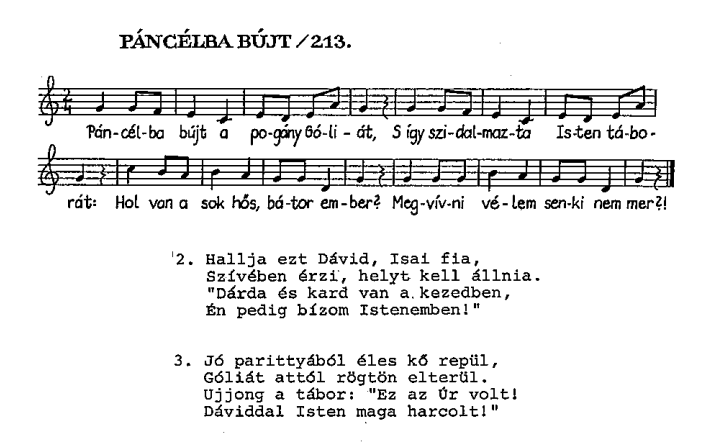 PÁNCÉLBA BÚJT /213.
2/4
Pán-cél-ba bújt a po-gány Gó-li-át, S így szi-dal-maz-ta Is-ten tá-bo-
rát: Hol van a sok hős, bá-tor em-ber? Meg-vív-ni vé-lem sen-ki nem mer?!
2. Hallja ezt Dávid, Isai fia,
Szívében érzi, helyt kell állnia.
"Dárda és kard van a kezedben,
Én pedig bízom Istenemben!"
3. Jó parittyából éles kő repül,
Góliát attól rögtön elterül.
Ujjong a tábor: "Ez az Úr volt!
Dáviddal Isten maga harcolt!"